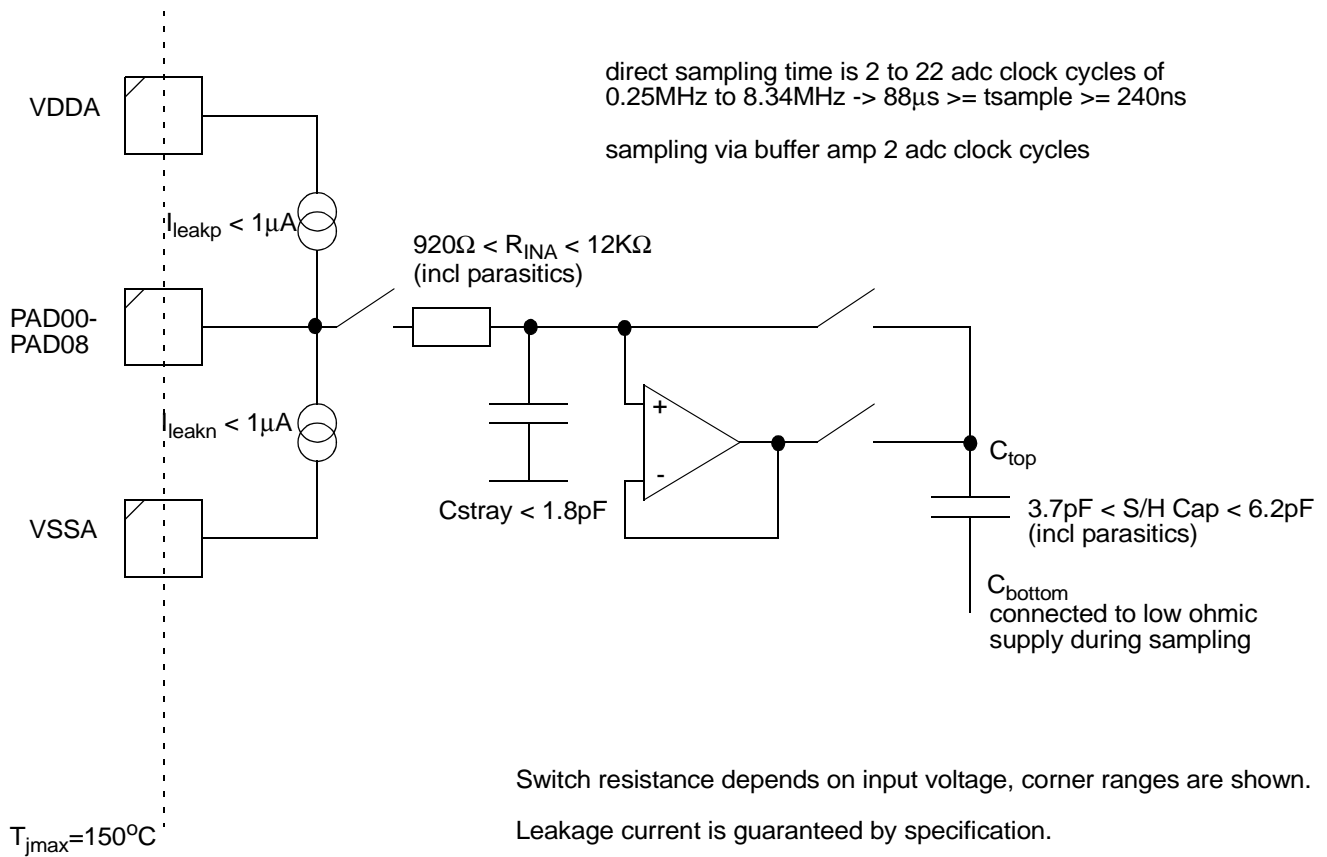 direct sampling time is 2 to 22 adc clock cycles of
0.25MHz to 8.34MHz -> 88μs >= tsample >= 240ns
VDDA
sampling via buffer amp 2 adc clock cycles
Ileakp < 1μA
920Ω < RINA < 12KΩ
(incl parasitics)
PAD00-
PAD08
+
Ileakn < 1μA
-
Ctop
Cstray < 1.8pF
3.7pF < S/H Cap < 6.2pF
(incl parasitics)
VSSA
Cbottom
connected to low ohmic
supply during sampling
Switch resistance depends on input voltage, corner ranges are shown.
Leakage current is guaranteed by specification.
Tjmax=150oC